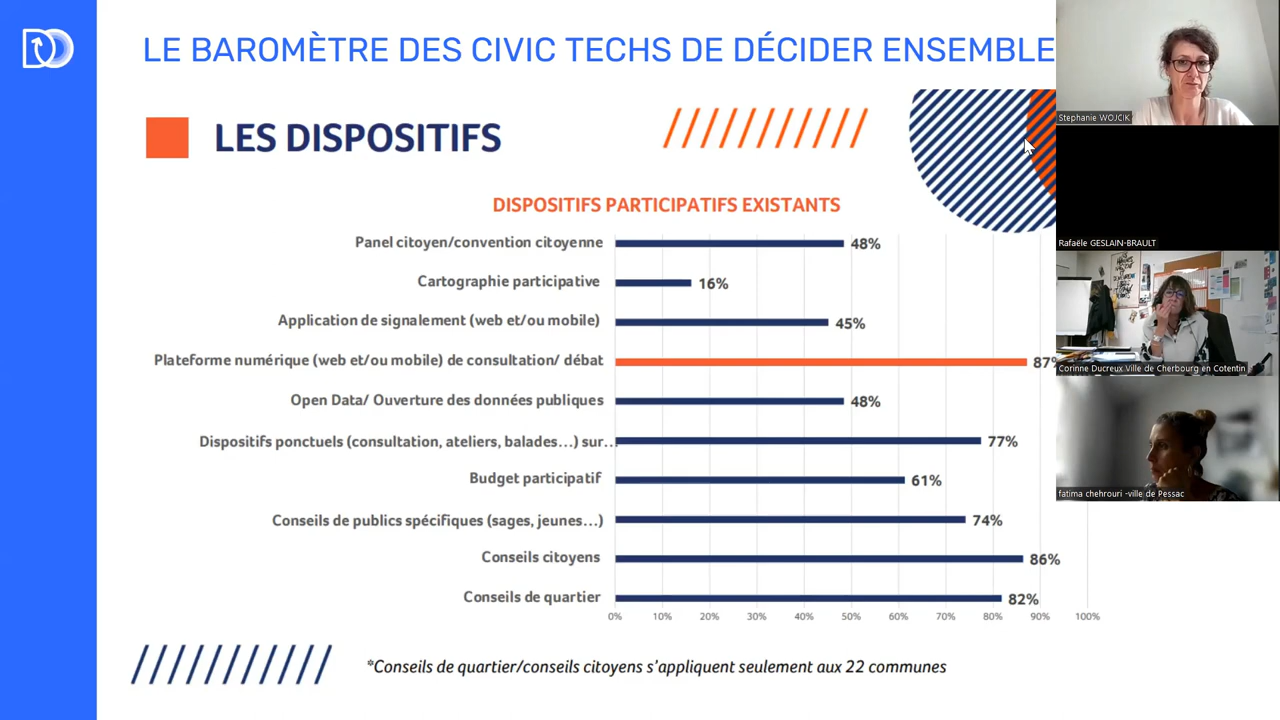 LE BAROMÈTRE DES CIVIC TECHS DE DÉCIDER ENSEMBLE
LES DISPOSITIFS
DISPOSITIFS PARTICIPATIFS EXISTANTS
Panel citoyen/convention citoyenne 48%
Cartographie participative 16%
Application de signalement (web et/ou mobile) 45%
Plateforme numérique (web et/ou mobile) de consultation/ débat 87%
Open Data/ Ouverture des données publiques 48%
Dispositifs ponctuels (consultation, ateliers, balades...) sur... 77%
Budget participatif 61%
Conseils de publics spécifiques (sages, jeunes...) 74%
Conseils citoyens 86%
Conseils de quartier 82%
0% 10% 20% 30% 40% 50% 60% 70% 80% 90% 100%
*Conseils de quartier/conseils citoyens s'appliquent seulement aux 22 communes
Stephanie WOJCIK
Rafaële GESLAIN-BRAULT
Corinne Ducreux Ville de Cherbourg en Cotentin
fatima chehrouri -ville de Pessac